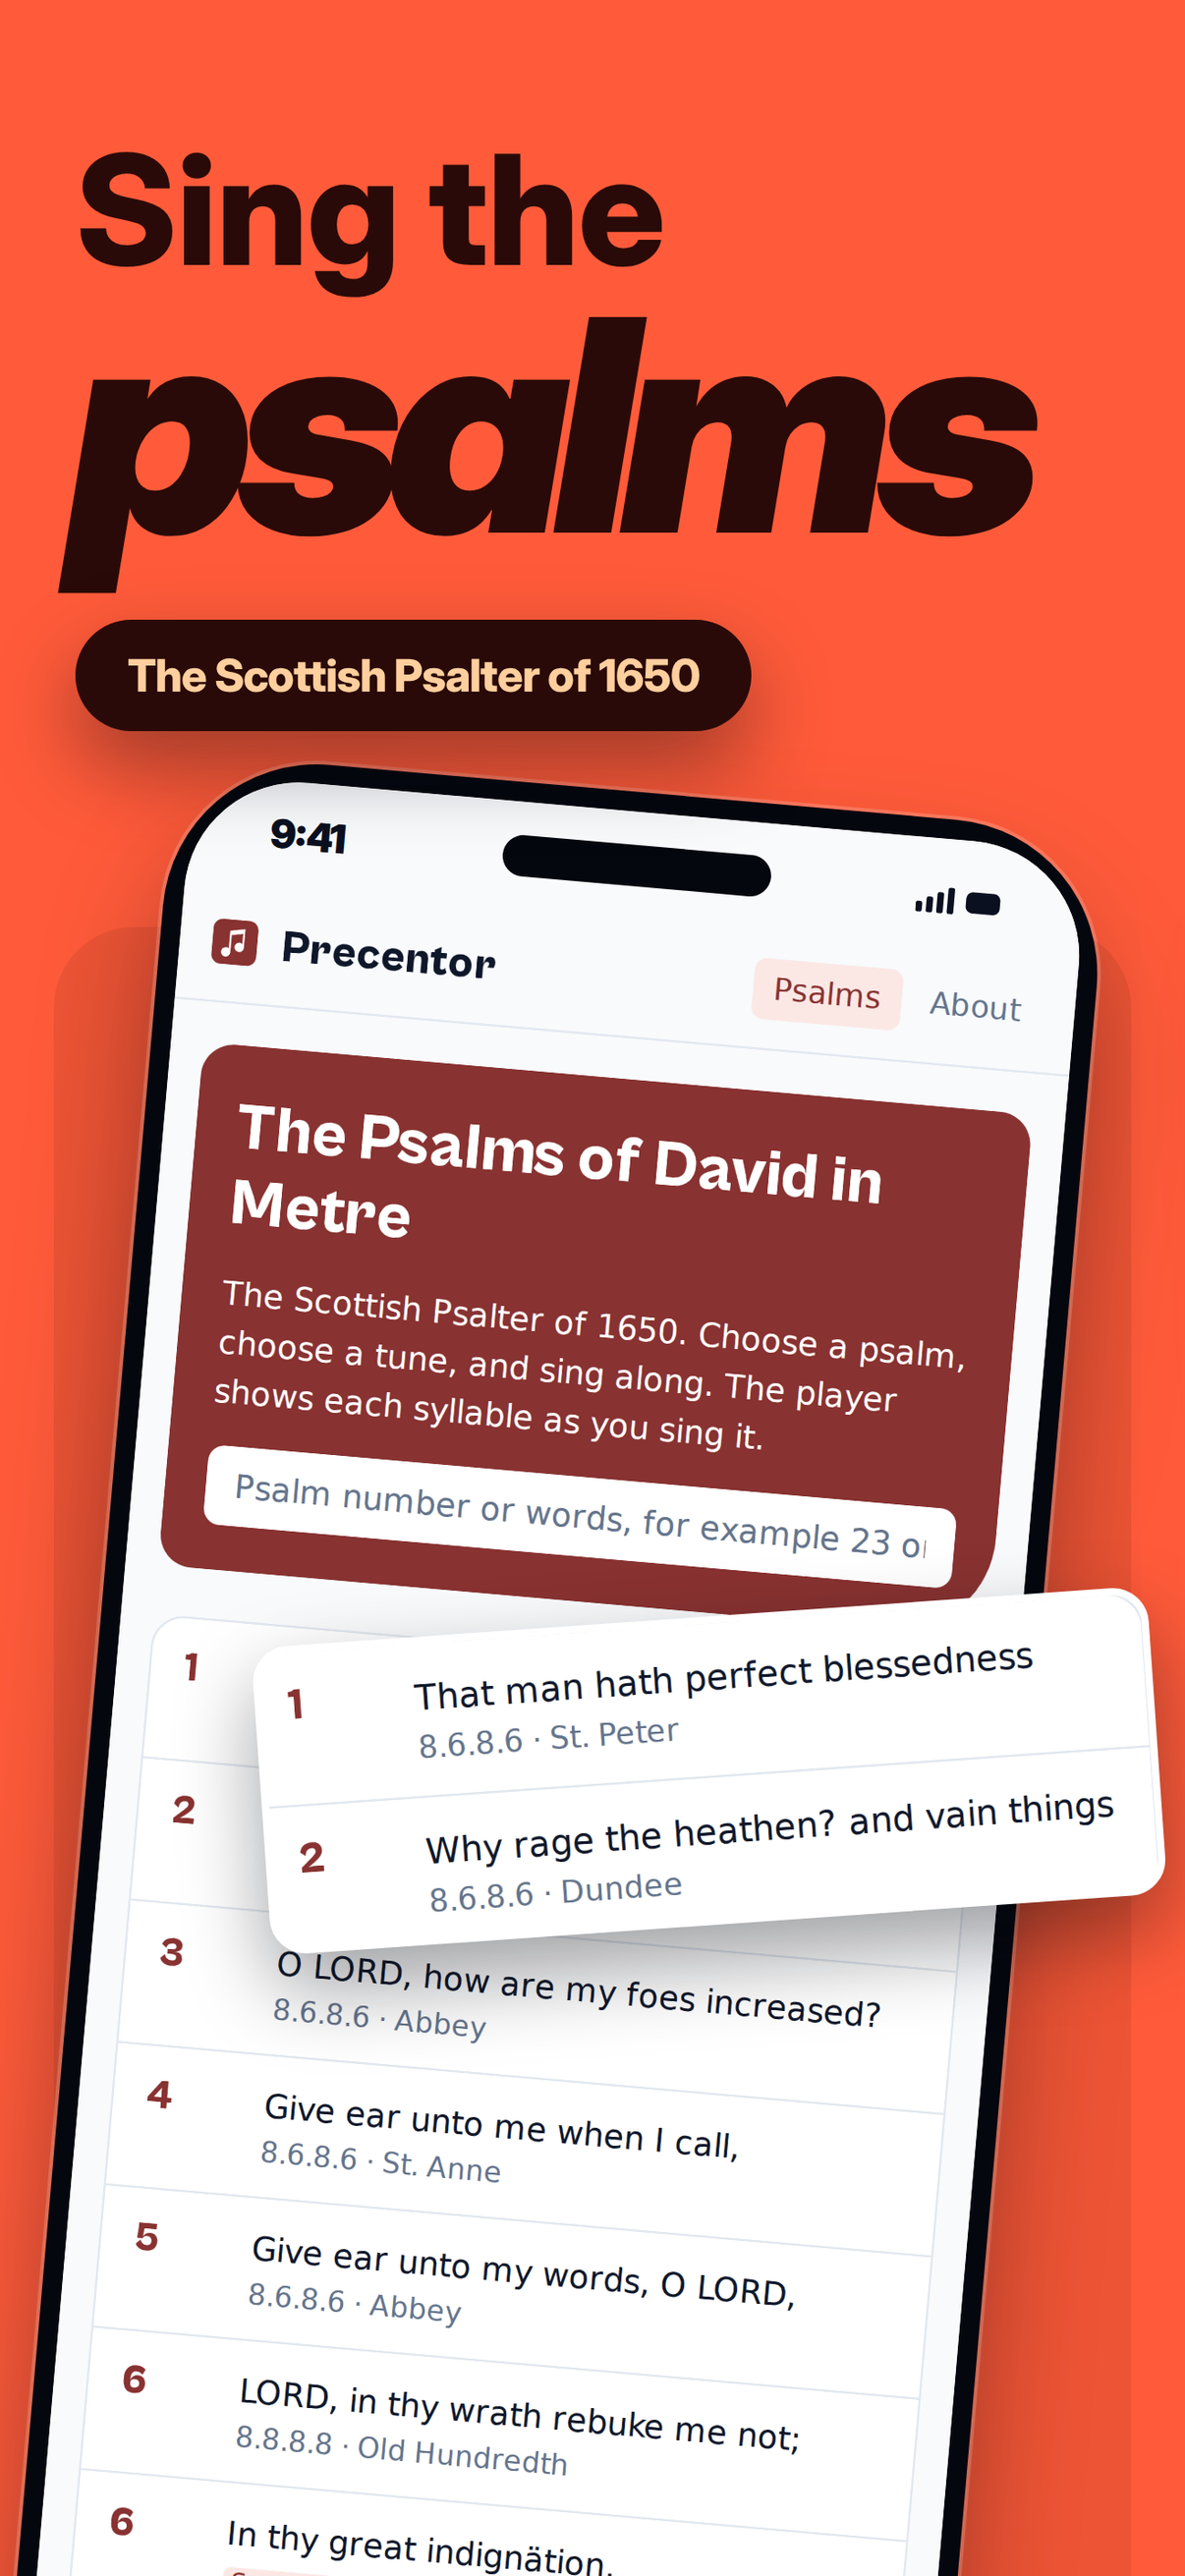 Sing the
psalms
The Scottish Psalter of 1650
9:41
Precentor
Psalms
About
The Psalms of David in
Metre
The Scottish Psalter of 1650. Choose a psalm,
choose a tune, and sing along. The player
shows each syllable as you sing it.
Psalm number or words, for example 23 or
1
2
1
That man hath perfect blessedness
8.6.8.6 · St. Peter
2
Why rage the heathen? and vain things
8.6.8.6 · Dundee
3
O LORD, how are my foes increased?
8.6.8.6 · Abbey
4
Give ear unto me when I call,
8.6.8.6 · St. Anne
5
Give ear unto my words, O LORD,
8.6.8.6 · Abbey
6
LORD, in thy wrath rebuke me not;
8.8.8.8 · Old Hundredth
6
In thy great indignätion,